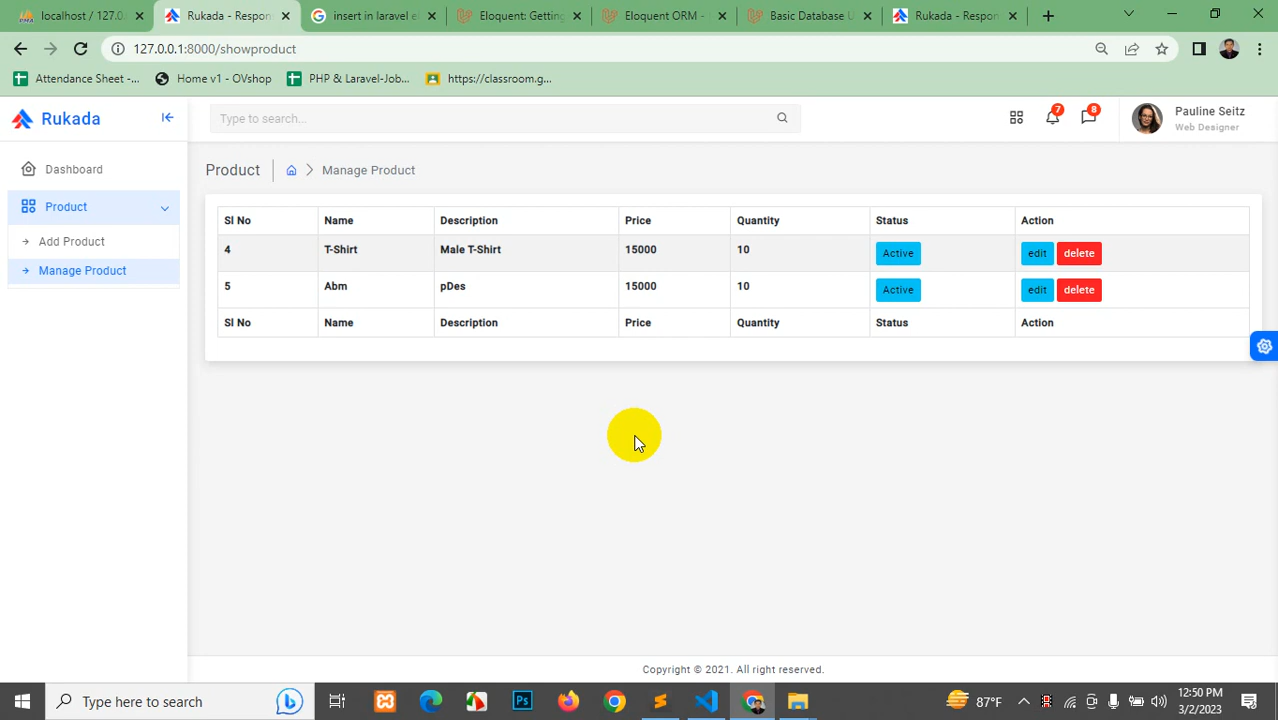 localhost / 127.0.
Rukada - Respon
insert in laravel el
Eloquent: Getting
Eloquent ORM -
Basic Database U
Rukada - Respon
127.0.0.1:8000/showproduct
Attendance Sheet -...
Home v1 - OVshop
PHP & Laravel-Job...
https://classroom.g...
Rukada
Type to search...
7
8
Pauline Seitz
Web Designer
Dashboard
Product
Add Product
Manage Product
Product
Manage Product
Sl No Name Description Price Quantity Status Action
4 T-Shirt Male T-Shirt 15000 10 Active edit delete
5 Abm pDes 15000 10 Active edit delete
Sl No Name Description Price Quantity Status Action
Copyright © 2021. All right reserved.
Type here to search
Ps
87°F
12:50 PM
3/2/2023